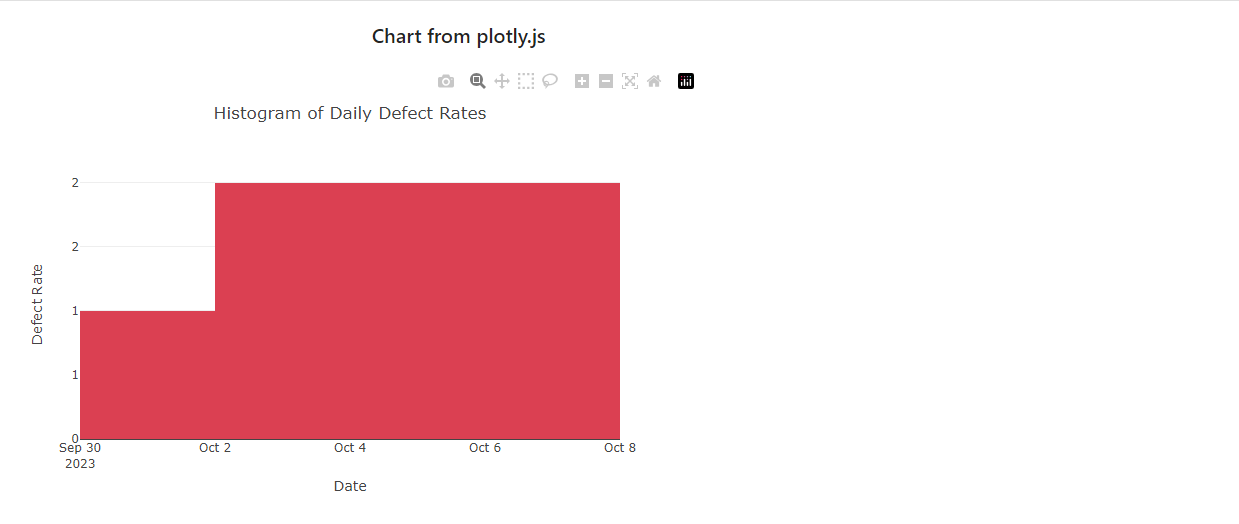 Chart from plotly.js
Histogram of Daily Defect Rates
2
2
1
1
0
Defect Rate
Sep 30 Oct 2 Oct 4 Oct 6 Oct 8
2023
Date